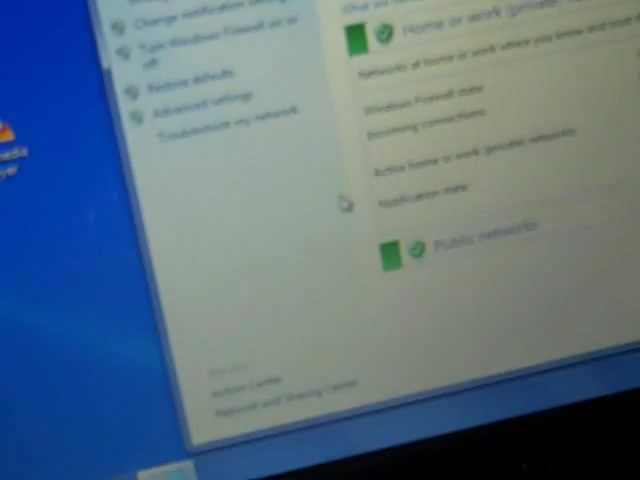 Change notification settings
Turn Windows Firewall on or
off
Restore defaults
Advanced settings
Troubleshoot my network
Home or work (private)
Networks at home or work where you know and trust
Windows Firewall state
Incoming connections:
Active home or work (private) networks:
Notification state
Public networks
See also
Action Center
Network and Sharing Center